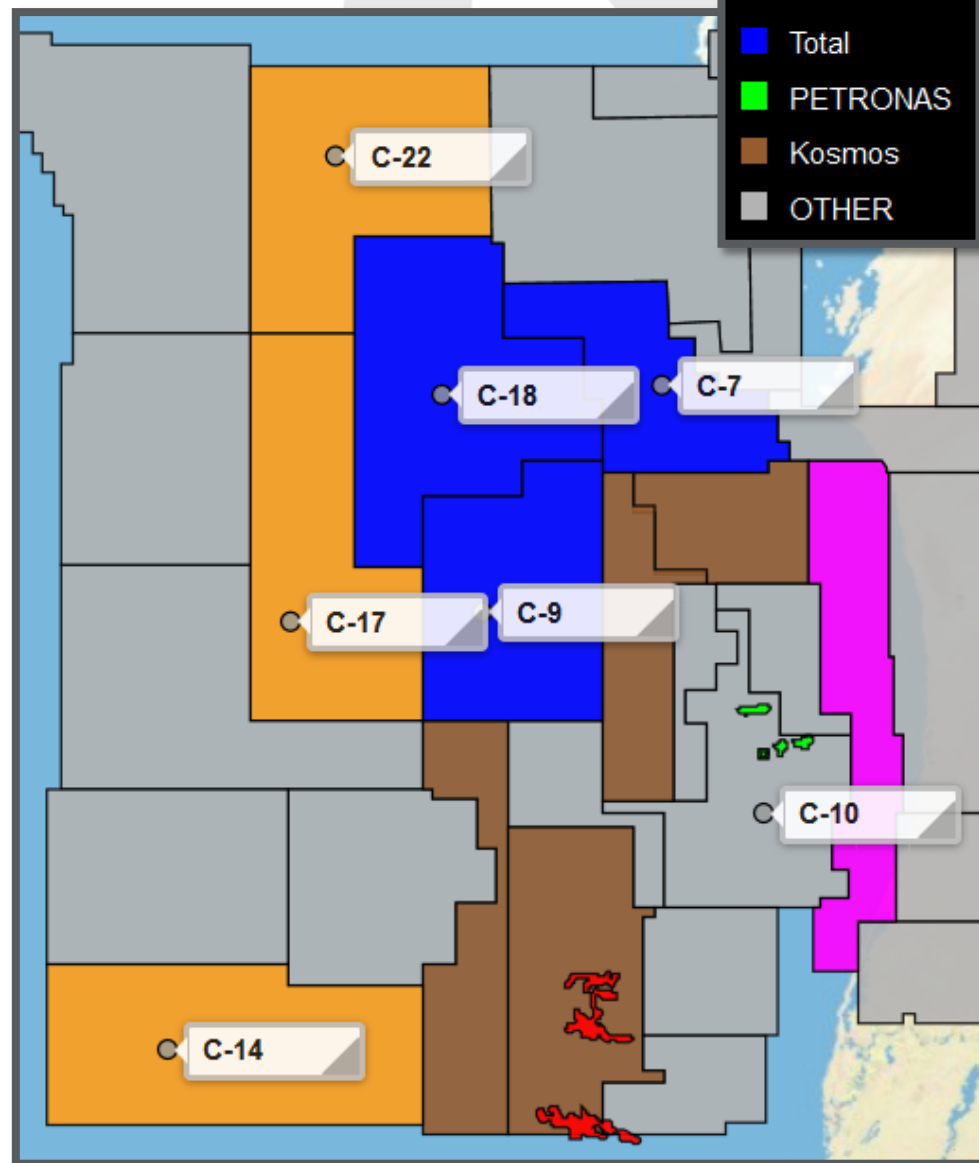 Total
PETRONAS
Kosmos
OTHER
C-22
C-18
C-7
C-17
C-9
C-10
C-14